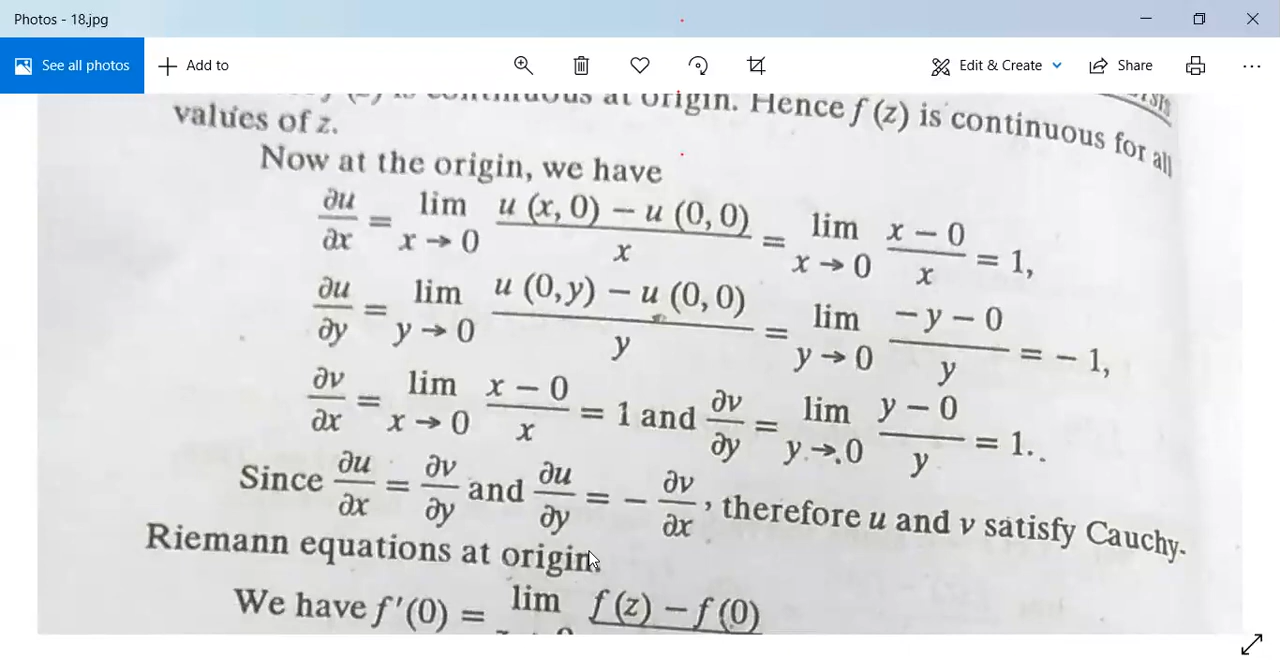 Photos - 18.jpg
See all photos
Add to
Edit & Create
Share
continuous at origin. Hence f (z) is continuous for all
values of z.
Now at the origin, we have
∂u/∂x = lim x → 0 u (x, 0) − u (0, 0) / x = lim x → 0 x − 0 / x = 1,
∂u/∂y = lim y → 0 u (0, y) − u (0, 0) / y = lim y → 0 − y − 0 / y = − 1,
∂v/∂x = lim x → 0 x − 0 / x = 1 and ∂v/∂y = lim y → 0 y − 0 / y = 1.
Since ∂u/∂x = ∂v/∂y and ∂u/∂y = − ∂v/∂x, therefore u and v satisfy Cauchy-
Riemann equations at origin.
We have f'(0) = lim f (z) − f (0)